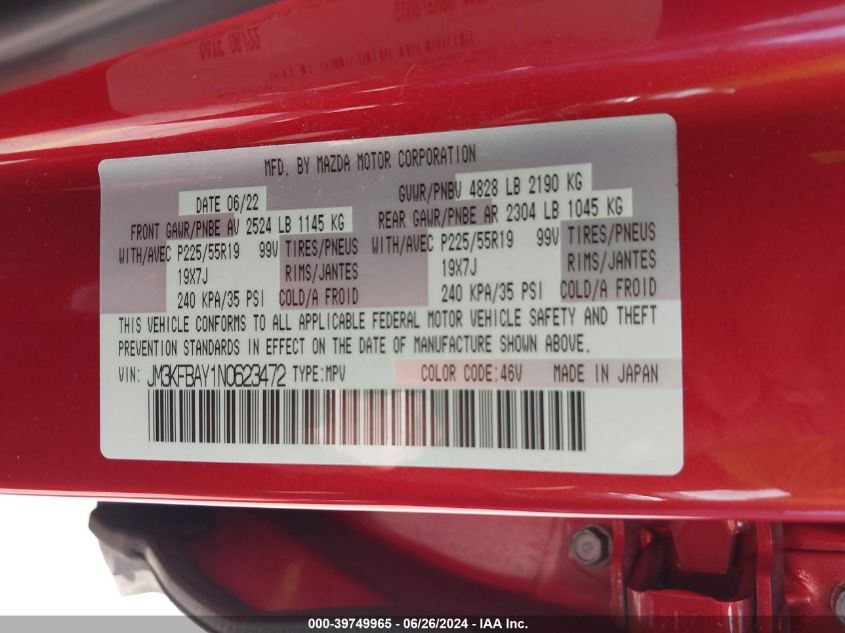 MFD. BY MAZDA MOTOR CORPORATION
DATE 06/22 GVWR/PNBV 4828 LB 2190 KG
FRONT GAWR/PNBE AV 2524 LB 1145 KG REAR GAWR/PNBE AR 2304 LB 1045 KG
WITH/AVEC P225/55R19 99V TIRES/PNEUS WITH/AVEC P225/55R19 99V TIRES/PNEUS
19X7J RIMS/JANTES 19X7J RIMS/JANTES
240 KPA/35 PSI COLD/A FROID 240 KPA/35 PSI COLD/A FROID
THIS VEHICLE CONFORMS TO ALL APPLICABLE FEDERAL MOTOR VEHICLE SAFETY AND THEFT
PREVENTION STANDARDS IN EFFECT ON THE DATE OF MANUFACTURE SHOWN ABOVE.
VIN: JM3KFBAY1N0623472 TYPE:MPV COLOR CODE:46V MADE IN JAPAN
000-39749965 - 06/26/2024 - IAA Inc.